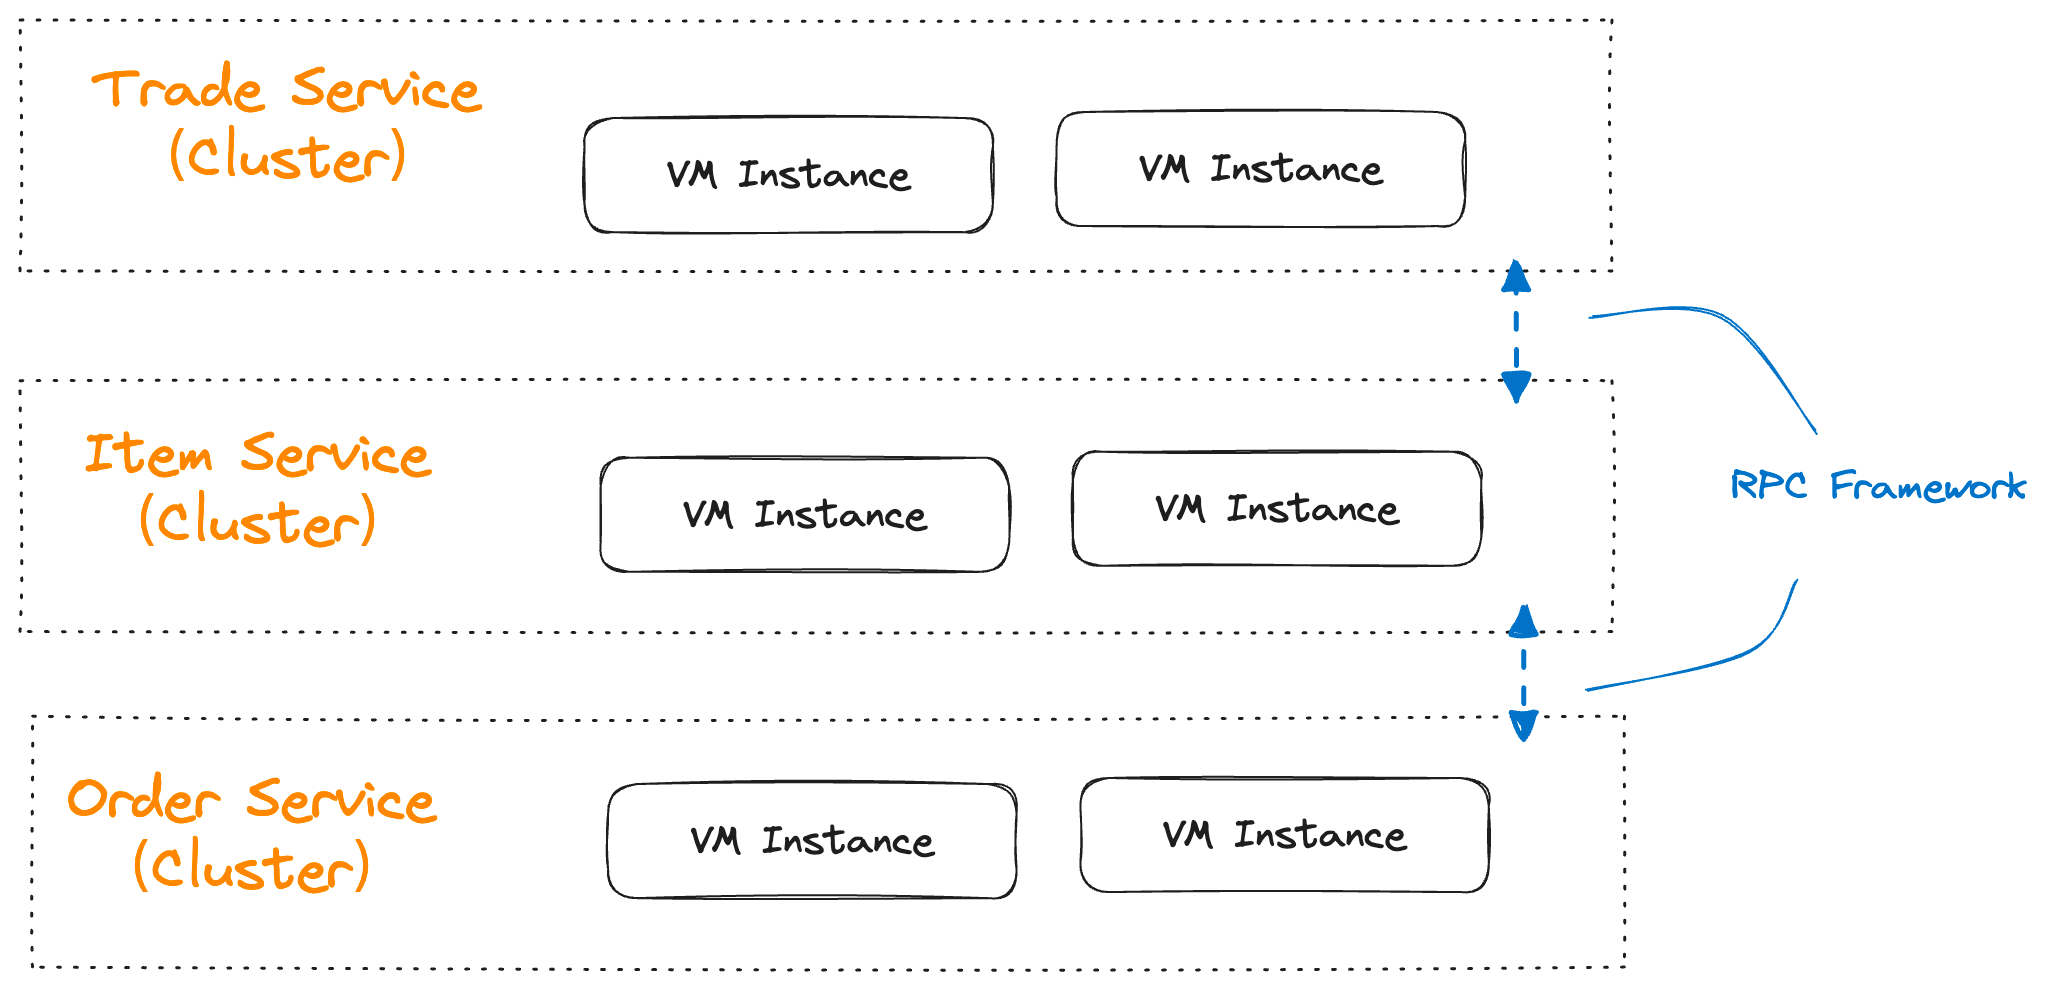 Trade Service
(Cluster)
VM Instance
VM Instance
Item Service
(Cluster)
VM Instance
VM Instance
RPC Framework
Order Service
(Cluster)
VM Instance
VM Instance